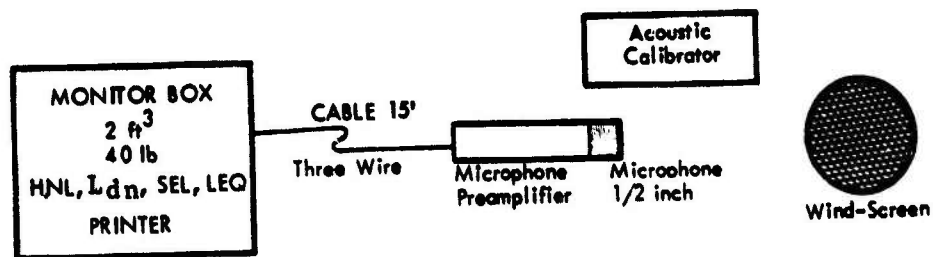 MONITOR BOX
2 ft³
40 lb
HNL, Ldn, SEL, LEQ
PRINTER
CABLE 15'
Three Wire
Microphone
Preamplifier
Acoustic
Calibrator
Microphone
1/2 inch
Wind-Screen